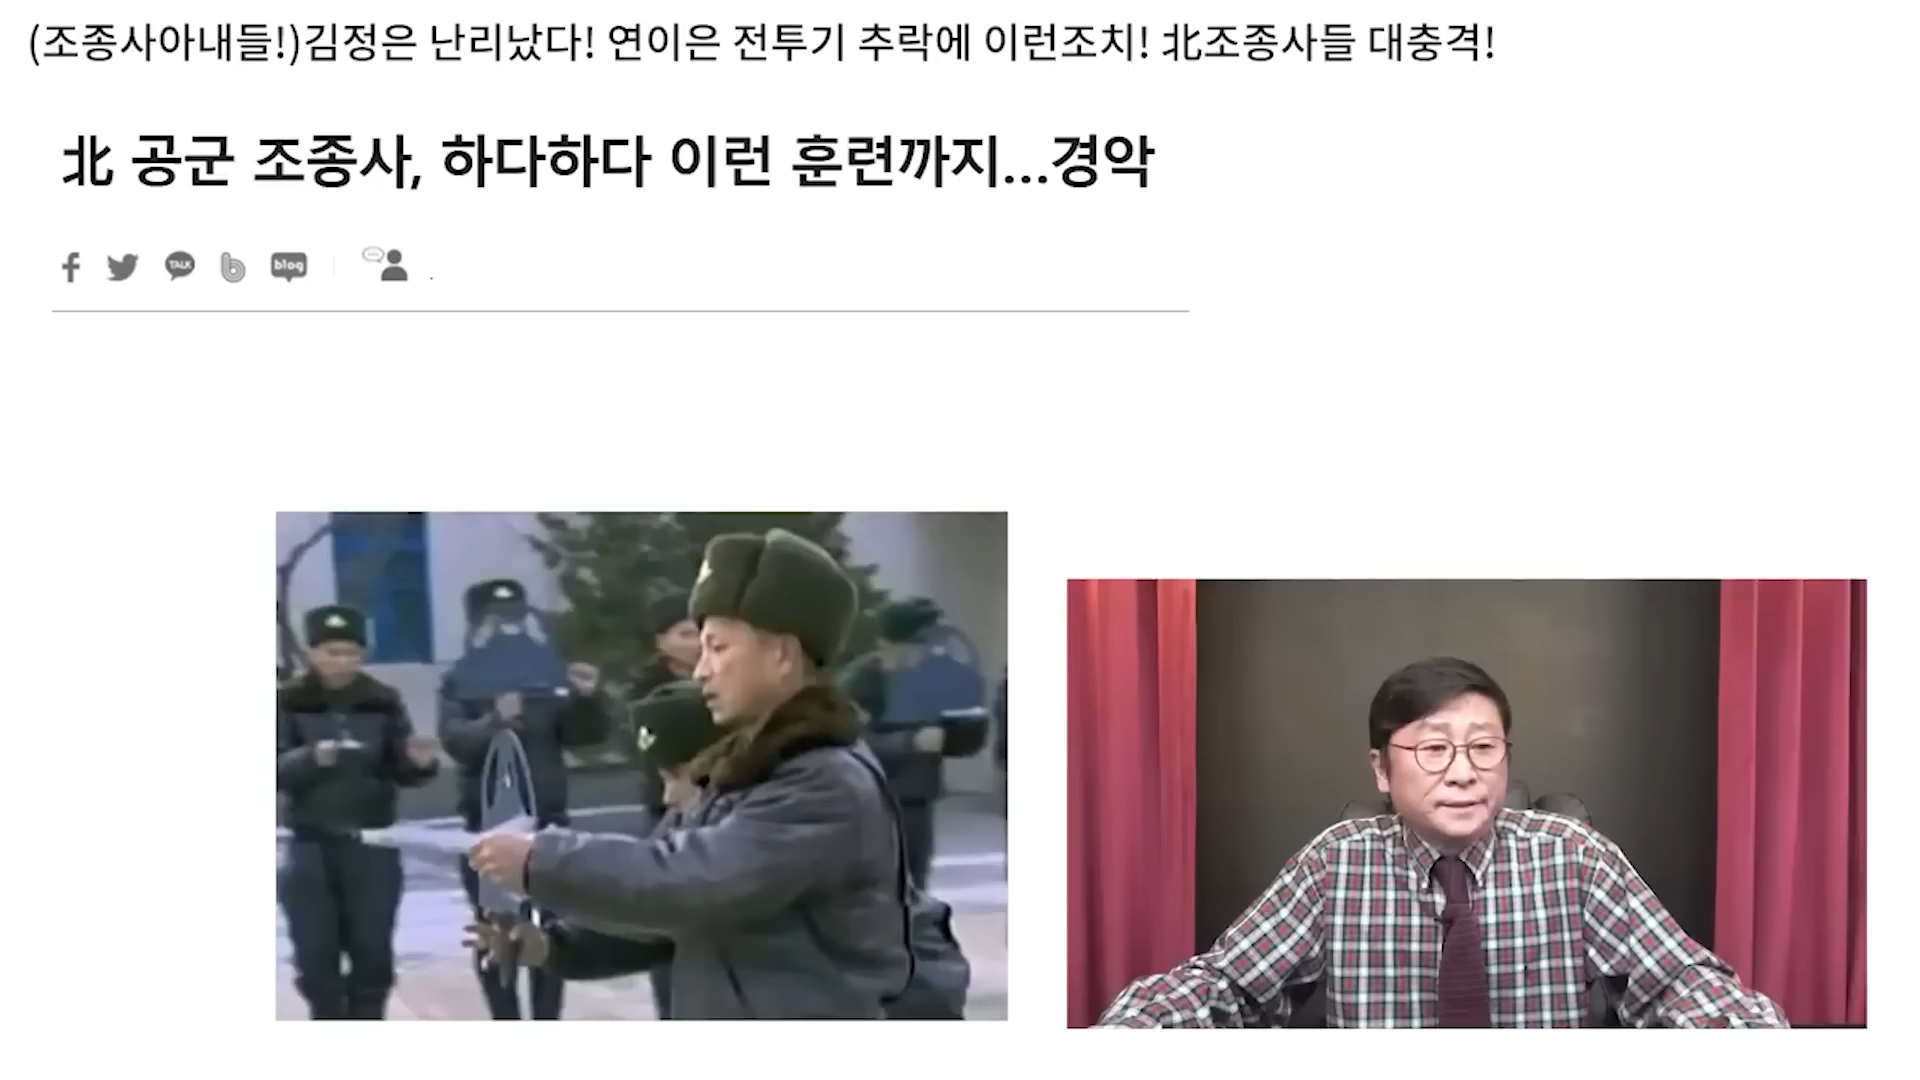 (조종사아내들!)김정은 난리났다! 연이은 전투기 추락에 이런조치! 北조종사들 대충격!
北 공군 조종사, 하다하다 이런 훈련까지...경악
TALK
blog